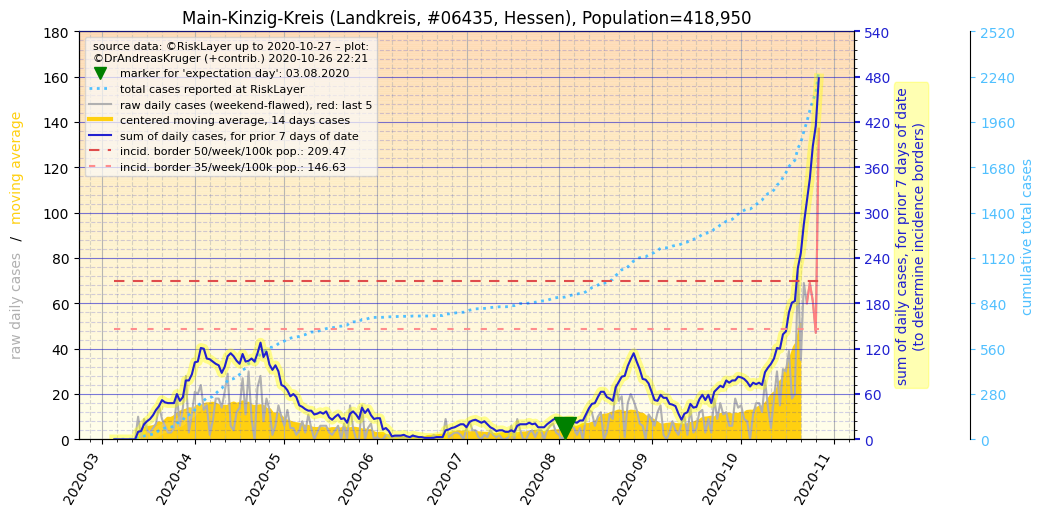 Main-Kinzig-Kreis (Landkreis, #06435, Hessen), Population=418,950
source data: ©RiskLayer up to 2020-10-27 – plot:
©DrAndreasKruger (+contrib.) 2020-10-26 22:21
marker for 'expectation day': 03.08.2020
total cases reported at RiskLayer
raw daily cases (weekend-flawed), red: last 5
centered moving average, 14 days cases
sum of daily cases, for prior 7 days of date
incid. border 50/week/100k pop.: 209.47
incid. border 35/week/100k pop.: 146.63
raw daily cases / moving average
180
160
140
120
100
80
60
40
20
0
2020-03
2020-04
2020-05
2020-06
2020-07
2020-08
2020-09
2020-10
2020-11
540
480
420
360
300
240
180
120
60
0
sum of daily cases, for prior 7 days of date
(to determine incidence borders)
2520
2240
1960
1680
1400
1120
840
560
280
0
cumulative total cases